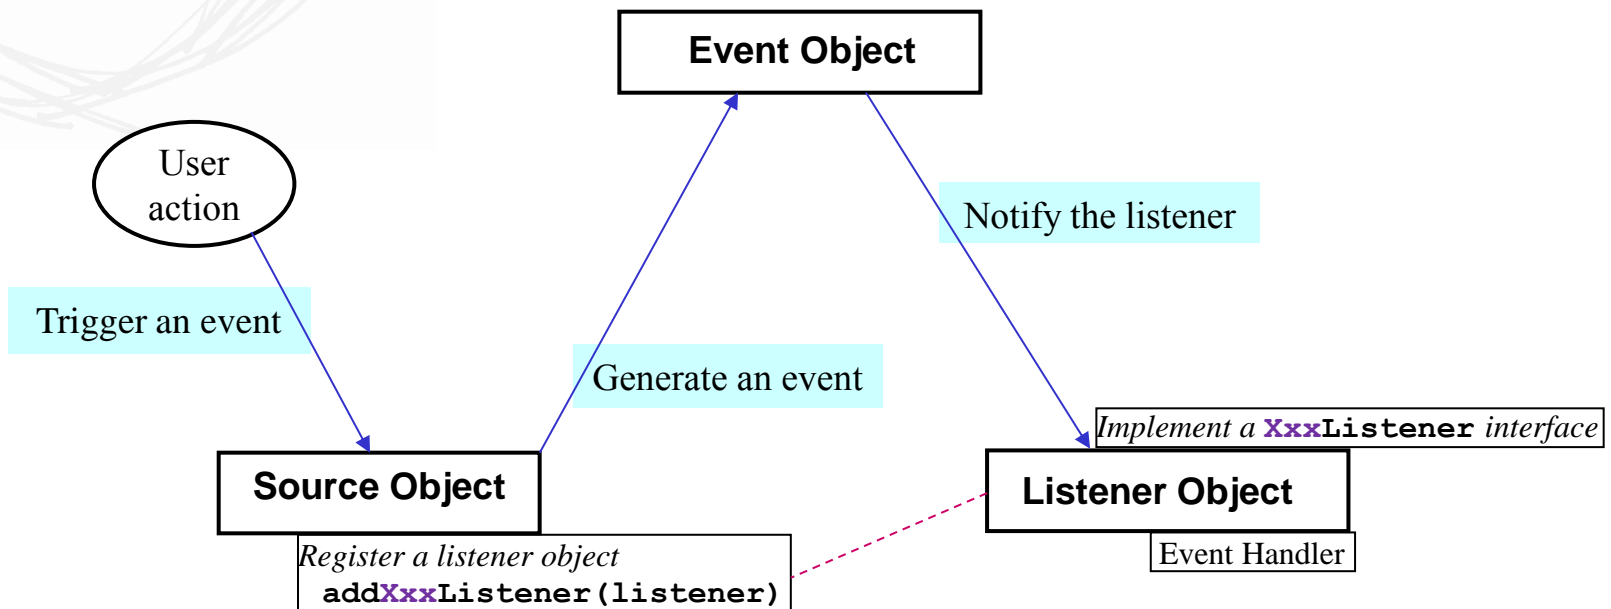 Event Object
User
action
Notify the listener
Trigger an event
Generate an event
Implement a XxxListener interface
Source Object
Listener Object
Register a listener object
addXxxListener(listener)
Event Handler